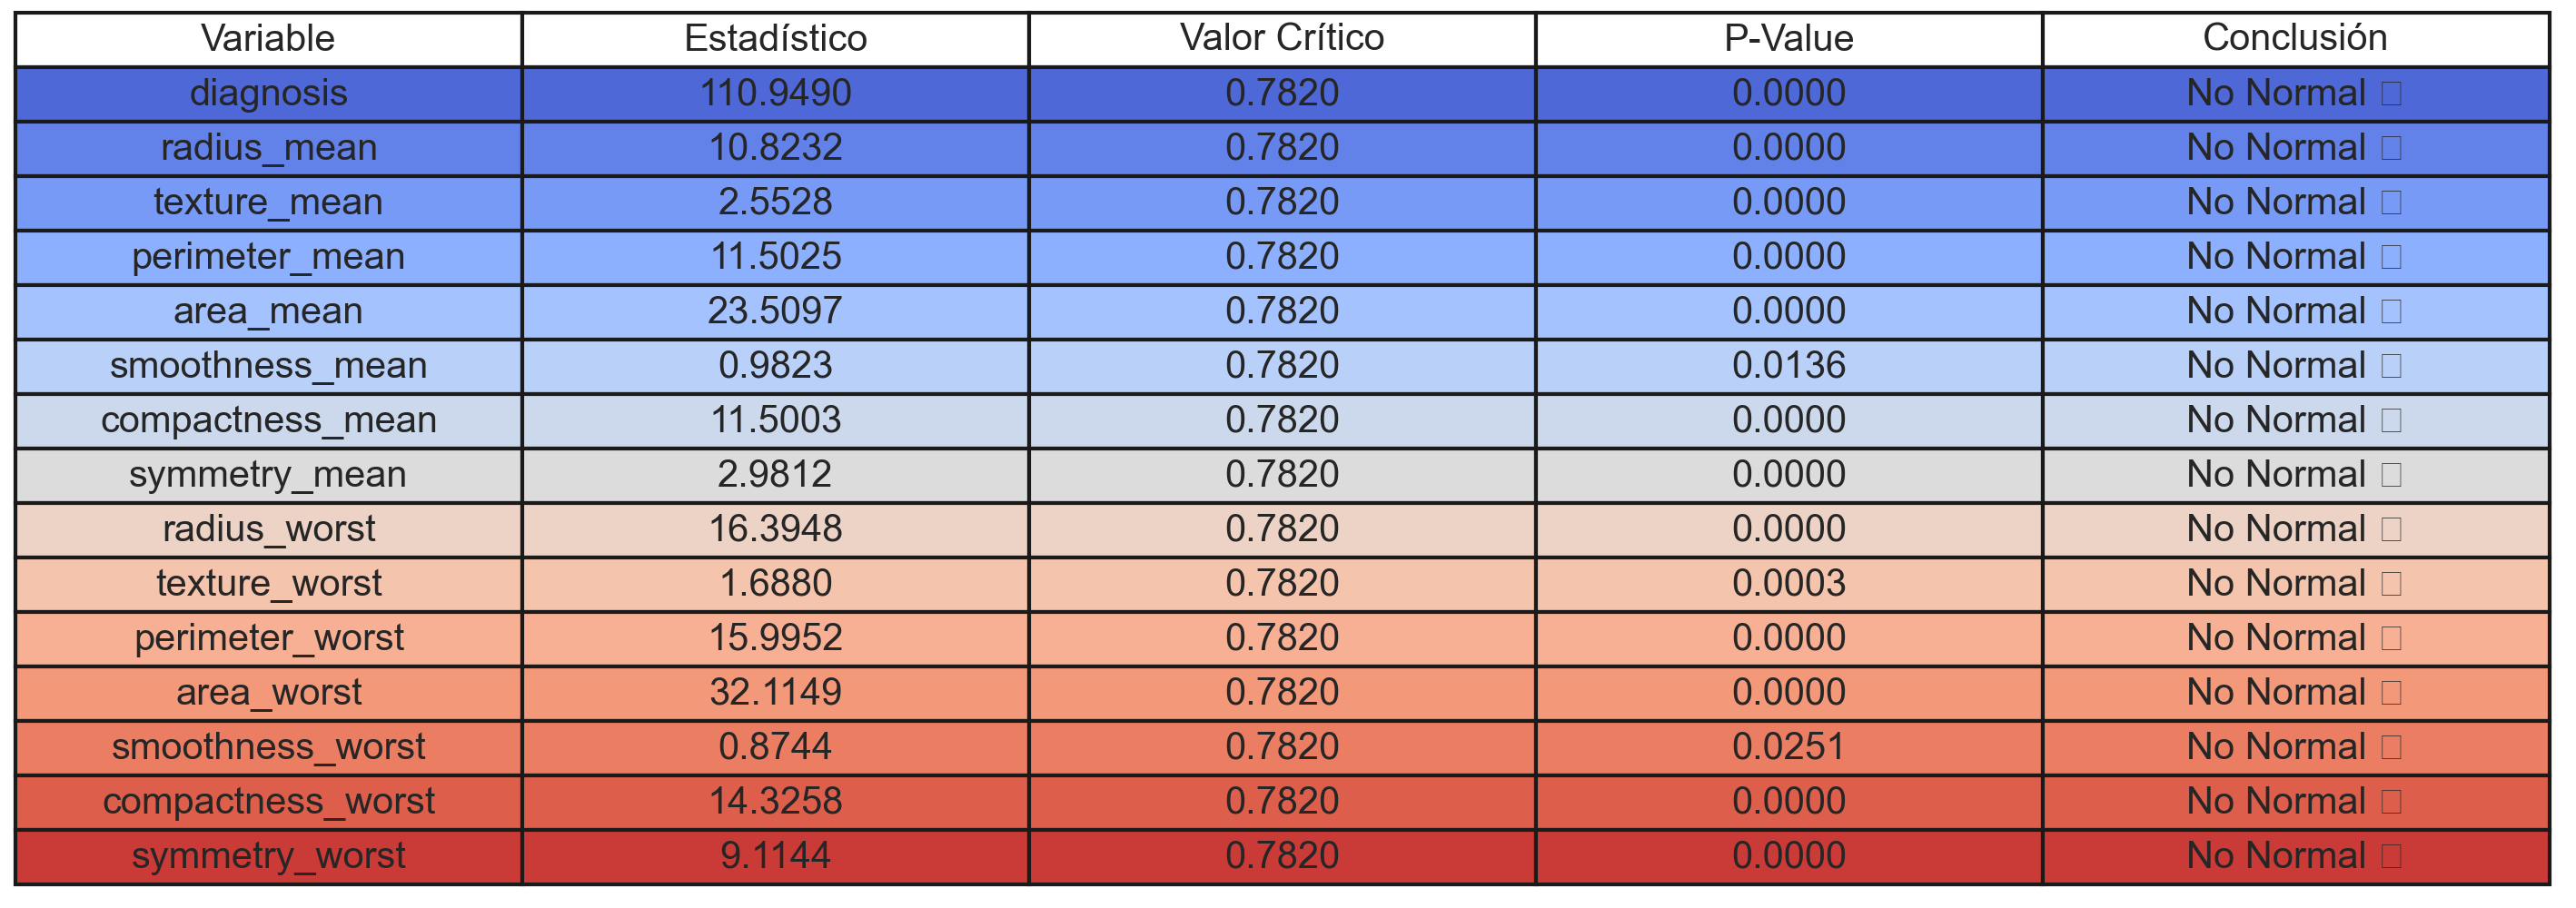 Variable Estadístico Valor Crítico P-Value Conclusión
diagnosis 110.9490 0.7820 0.0000 No Normal □
radius_mean 10.8232 0.7820 0.0000 No Normal □
texture_mean 2.5528 0.7820 0.0000 No Normal □
perimeter_mean 11.5025 0.7820 0.0000 No Normal □
area_mean 23.5097 0.7820 0.0000 No Normal □
smoothness_mean 0.9823 0.7820 0.0136 No Normal □
compactness_mean 11.5003 0.7820 0.0000 No Normal □
symmetry_mean 2.9812 0.7820 0.0000 No Normal □
radius_worst 16.3948 0.7820 0.0000 No Normal □
texture_worst 1.6880 0.7820 0.0003 No Normal □
perimeter_worst 15.9952 0.7820 0.0000 No Normal □
area_worst 32.1149 0.7820 0.0000 No Normal □
smoothness_worst 0.8744 0.7820 0.0251 No Normal □
compactness_worst 14.3258 0.7820 0.0000 No Normal □
symmetry_worst 9.1144 0.7820 0.0000 No Normal □